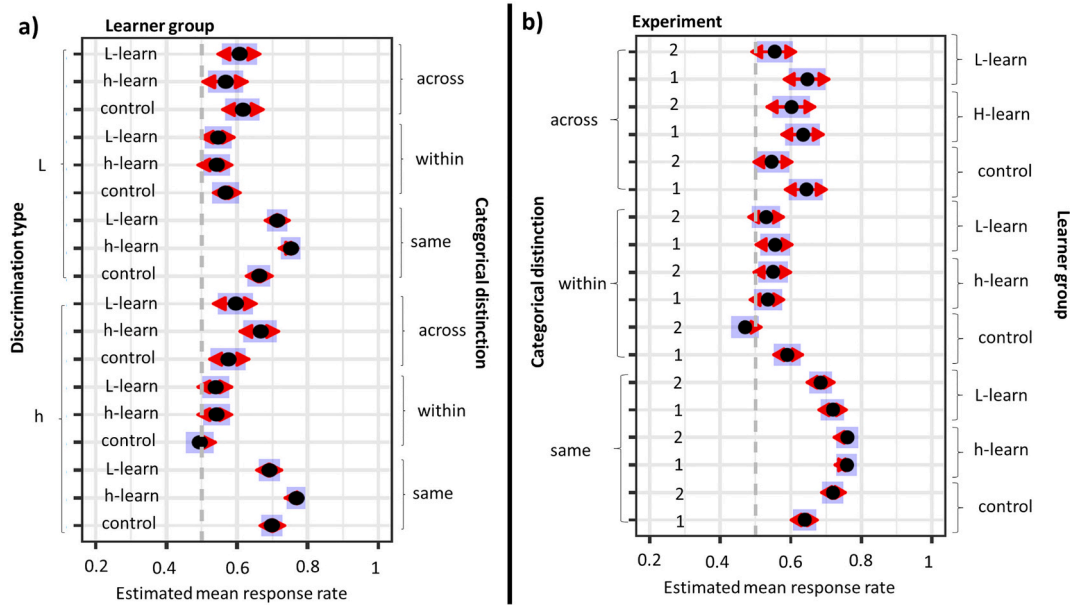 a)
Learner group
Discrimination type
L
L-learn
h-learn
control
across
L-learn
h-learn
control
within
L-learn
h-learn
control
same
h
L-learn
h-learn
control
across
L-learn
h-learn
control
within
L-learn
h-learn
control
same
Categorical distinction
0.2 0.4 0.6 0.8 1
Estimated mean response rate
b)
Experiment
Categorical distinction
across
2
1
L-learn
2
1
H-learn
2
1
control
within
2
1
L-learn
2
1
h-learn
2
1
control
same
2
1
L-learn
2
1
h-learn
2
1
control
Learner group
0.2 0.4 0.6 0.8 1
Estimated mean response rate